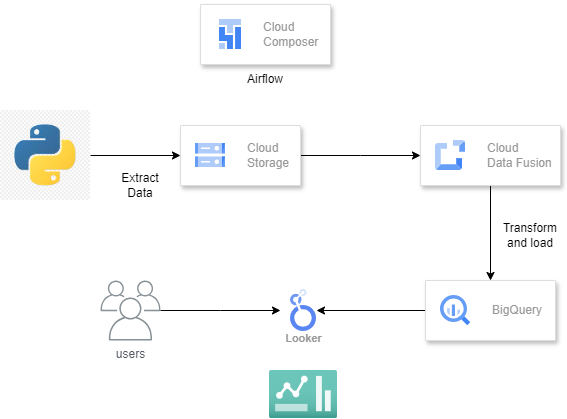 Cloud
Composer
Airflow
Extract
Data
Cloud
Storage
Cloud
Data Fusion
Transform
and load
users
Looker
BigQuery